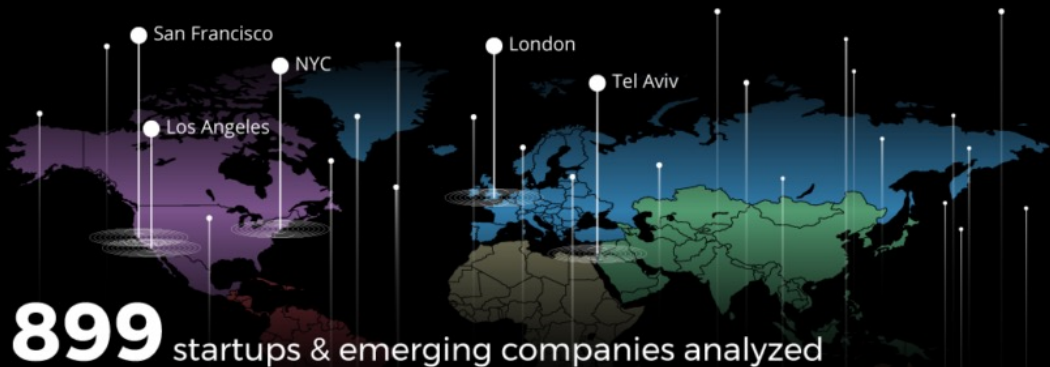 San Francisco
London
NYC
Tel Aviv
Los Angeles
899 startups & emerging companies analyzed